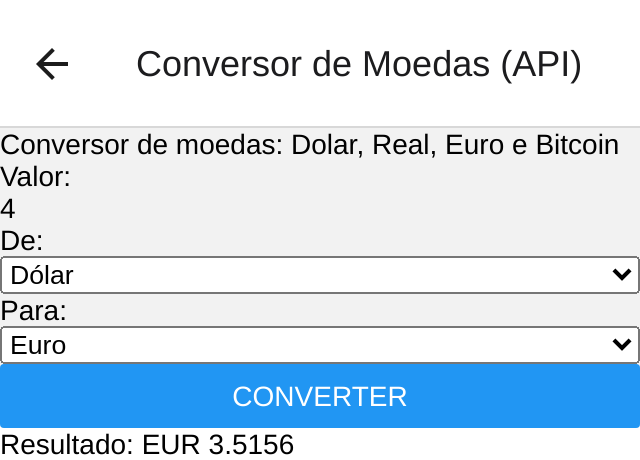 Conversor de Moedas (API)
Conversor de moedas: Dolar, Real, Euro e Bitcoin
Valor:
4
De:
Dólar
Para:
Euro
CONVERTER
Resultado: EUR 3.5156